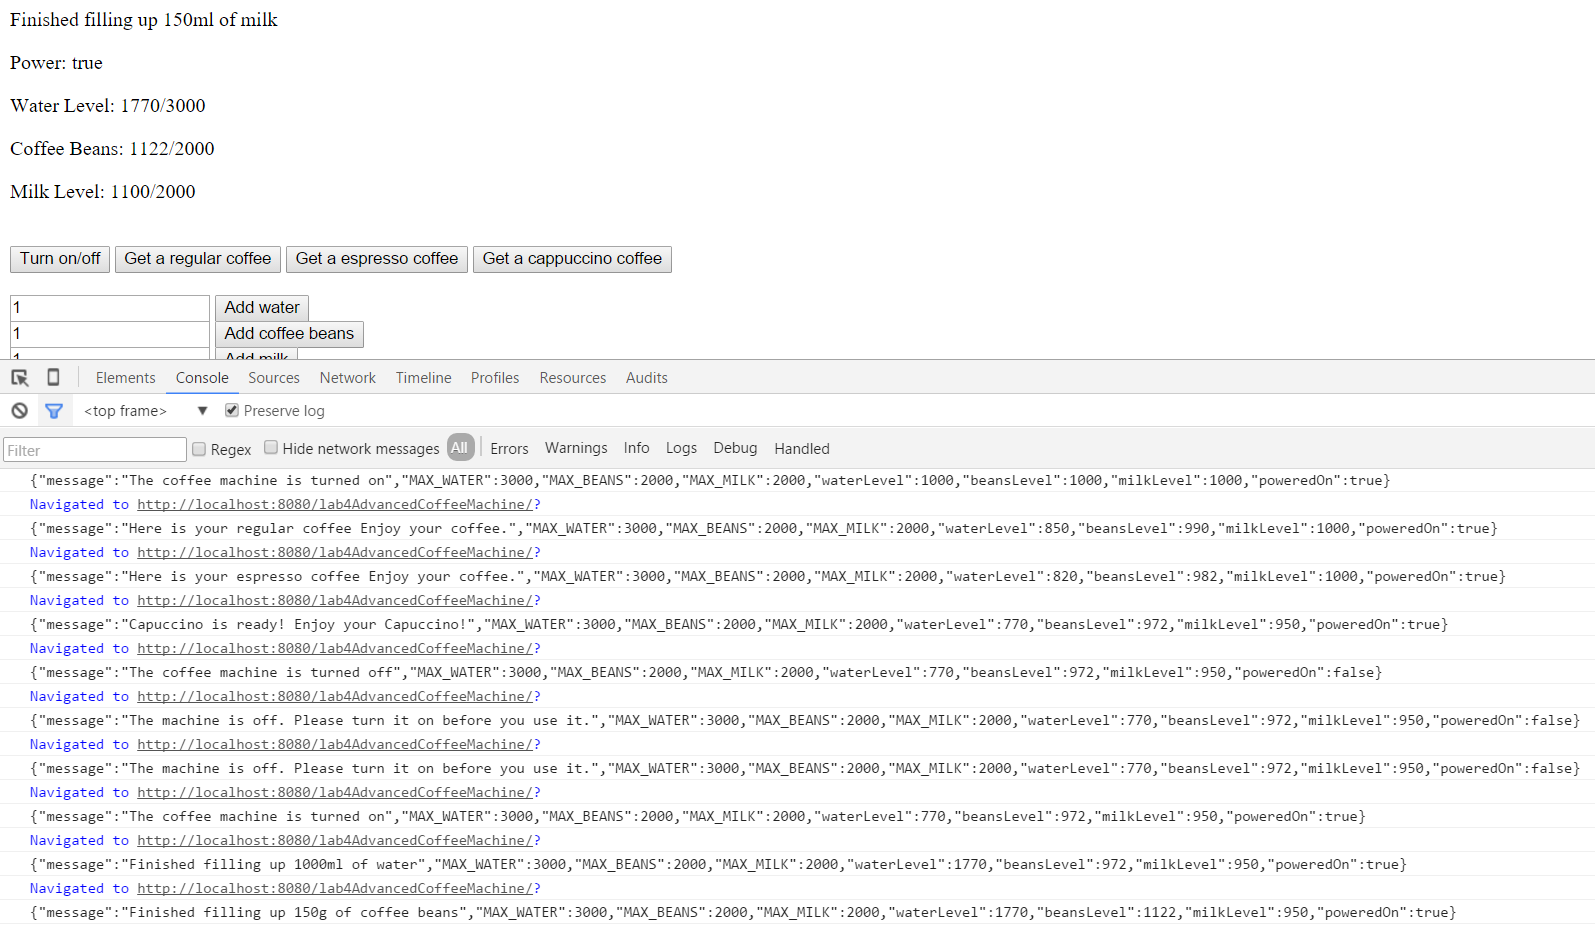 Finished filling up 150ml of milk
Power: true
Water Level: 1770/3000
Coffee Beans: 1122/2000
Milk Level: 1100/2000
Turn on/off Get a regular coffee Get a espresso coffee Get a cappuccino coffee
1 Add water
1 Add coffee beans
1 Add milk
Elements Console Sources Network Timeline Profiles Resources Audits
<top frame> ▼ Preserve log
Filter Regex Hide network messages All Errors Warnings Info Logs Debug Handled
{"message":"The coffee machine is turned on","MAX_WATER":3000,"MAX_BEANS":2000,"MAX_MILK":2000,"waterLevel":1000,"beansLevel":1000,"milkLevel":1000,"poweredOn":true}
Navigated to http://localhost:8080/lab4AdvancedCoffeeMachine/?
{"message":"Here is your regular coffee Enjoy your coffee.","MAX_WATER":3000,"MAX_BEANS":2000,"MAX_MILK":2000,"waterLevel":850,"beansLevel":990,"milkLevel":1000,"poweredOn":true}
Navigated to http://localhost:8080/lab4AdvancedCoffeeMachine/?
{"message":"Here is your espresso coffee Enjoy your coffee.","MAX_WATER":3000,"MAX_BEANS":2000,"MAX_MILK":2000,"waterLevel":820,"beansLevel":982,"milkLevel":1000,"poweredOn":true}
Navigated to http://localhost:8080/lab4AdvancedCoffeeMachine/?
{"message":"Capuccino is ready! Enjoy your Capuccino!","MAX_WATER":3000,"MAX_BEANS":2000,"MAX_MILK":2000,"waterLevel":770,"beansLevel":972,"milkLevel":950,"poweredOn":true}
Navigated to http://localhost:8080/lab4AdvancedCoffeeMachine/?
{"message":"The coffee machine is turned off","MAX_WATER":3000,"MAX_BEANS":2000,"MAX_MILK":2000,"waterLevel":770,"beansLevel":972,"milkLevel":950,"poweredOn":false}
Navigated to http://localhost:8080/lab4AdvancedCoffeeMachine/?
{"message":"The machine is off. Please turn it on before you use it.","MAX_WATER":3000,"MAX_BEANS":2000,"MAX_MILK":2000,"waterLevel":770,"beansLevel":972,"milkLevel":950,"poweredOn":false}
Navigated to http://localhost:8080/lab4AdvancedCoffeeMachine/?
{"message":"The machine is off. Please turn it on before you use it.","MAX_WATER":3000,"MAX_BEANS":2000,"MAX_MILK":2000,"waterLevel":770,"beansLevel":972,"milkLevel":950,"poweredOn":false}
Navigated to http://localhost:8080/lab4AdvancedCoffeeMachine/?
{"message":"The coffee machine is turned on","MAX_WATER":3000,"MAX_BEANS":2000,"MAX_MILK":2000,"waterLevel":770,"beansLevel":972,"milkLevel":950,"poweredOn":true}
Navigated to http://localhost:8080/lab4AdvancedCoffeeMachine/?
{"message":"Finished filling up 1000ml of water","MAX_WATER":3000,"MAX_BEANS":2000,"MAX_MILK":2000,"waterLevel":1770,"beansLevel":972,"milkLevel":950,"poweredOn":true}
Navigated to http://localhost:8080/lab4AdvancedCoffeeMachine/?
{"message":"Finished filling up 150g of coffee beans","MAX_WATER":3000,"MAX_BEANS":2000,"MAX_MILK":2000,"waterLevel":1770,"beansLevel":1122,"milkLevel":950,"poweredOn":true}